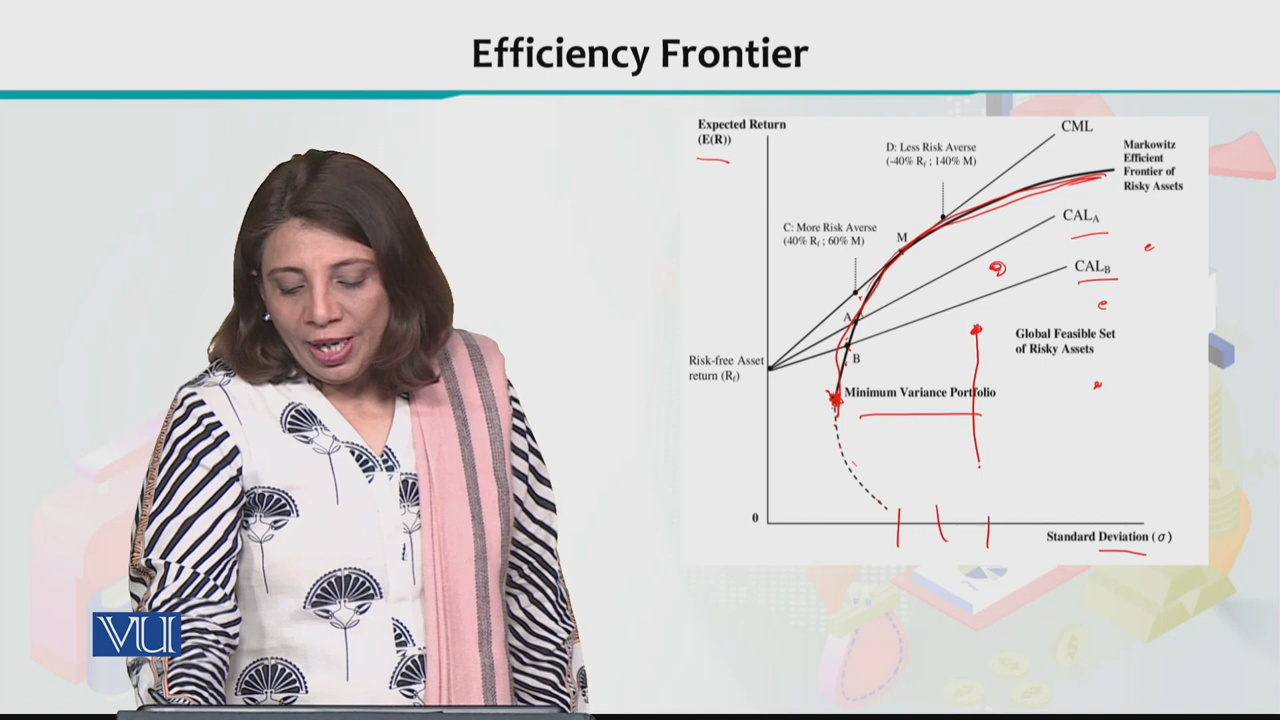 Efficiency Frontier
Expected Return
(E(R))
CML
D: Less Risk Averse
(-40% Rf ; 140% M)
Markowitz
Efficient
Frontier of
Risky Assets
C: More Risk Averse
(40% Rf ; 60% M)
M
CALA
CALB
A
B
Risk-free Asset
return (Rf)
Global Feasible Set
of Risky Assets
Minimum Variance Portfolio
0
Standard Deviation (σ)
VU